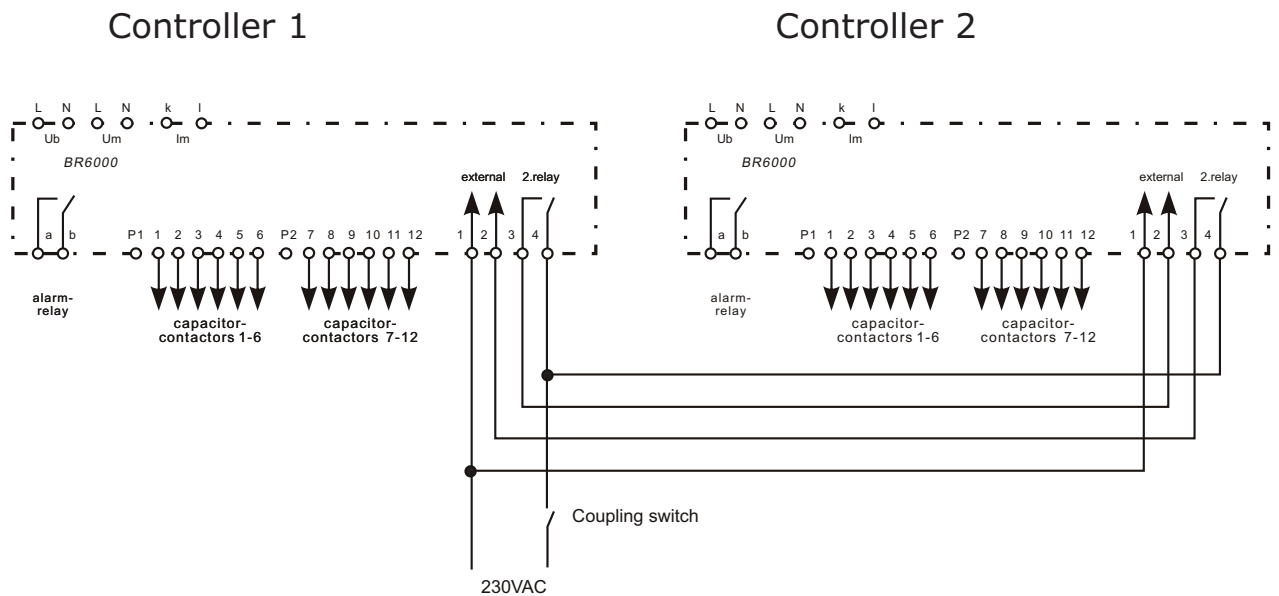 Controller 1 Controller 2
L N L N k l L N L N k l
Ub Um Im Ub Um Im
BR6000 BR6000
external 2.relay external 2.relay
a b P1 1 2 3 4 5 6 P2 7 8 9 10 11 12 1 2 3 4 a b P1 1 2 3 4 5 6 P2 7 8 9 10 11 12 1 2 3 4
alarm- alarm-
relay relay
capacitor- capacitor- capacitor- capacitor-
contactors 1-6 contactors 7-12 contactors 1-6 contactors 7-12
Coupling switch
230VAC